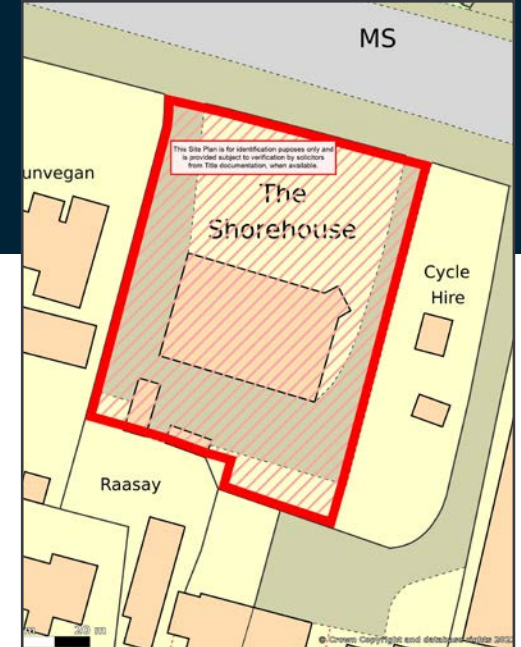 MS
This Site Plan is for identification puposes only and
is provided subject to verification by solicitors
from Title documentation, when available.
unvegan
The
Shorehouse
Cycle
Hire
Raasay
m 20 m
© Crown Copyright and database rights